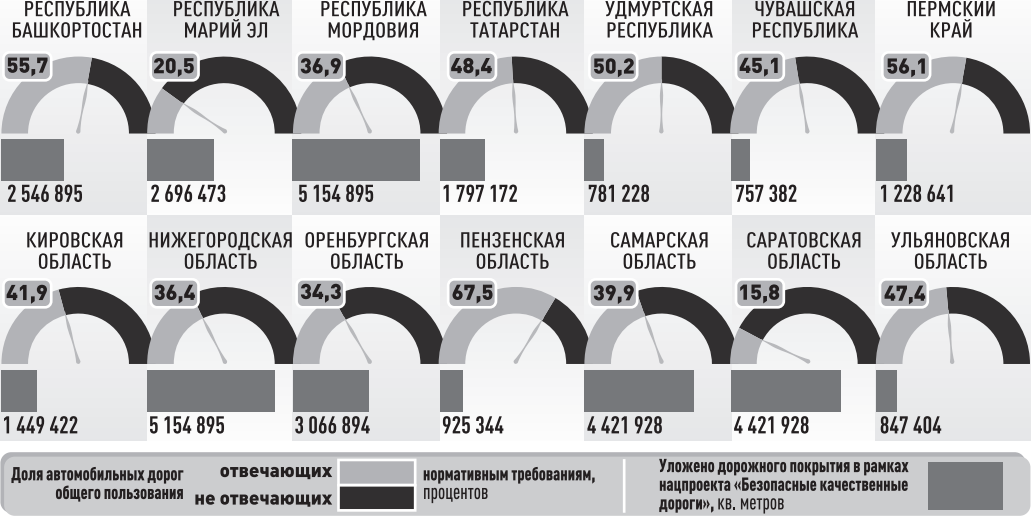 РЕСПУБЛИКА
БАШКОРТОСТАН
55,7
2 546 895
РЕСПУБЛИКА
МАРИЙ ЭЛ
20,5
2 696 473
РЕСПУБЛИКА
МОРДОВИЯ
36,9
5 154 895
РЕСПУБЛИКА
ТАТАРСТАН
48,4
1 797 172
УДМУРТСКАЯ
РЕСПУБЛИКА
50,2
781 228
ЧУВАШСКАЯ
РЕСПУБЛИКА
45,1
757 382
ПЕРМСКИЙ
КРАЙ
56,1
1 228 641
КИРОВСКАЯ
ОБЛАСТЬ
41,9
1 449 422
НИЖЕГОРОДСКАЯ
ОБЛАСТЬ
36,4
5 154 895
ОРЕНБУРГСКАЯ
ОБЛАСТЬ
34,3
3 066 894
ПЕНЗЕНСКАЯ
ОБЛАСТЬ
67,5
925 344
САМАРСКАЯ
ОБЛАСТЬ
39,9
4 421 928
САРАТОВСКАЯ
ОБЛАСТЬ
15,8
4 421 928
УЛЬЯНОВСКАЯ
ОБЛАСТЬ
47,4
847 404
Доля автомобильных дорог
общего пользования
отвечающих
не отвечающих
нормативным требованиям,
процентов
Уложено дорожного покрытия в рамках
нацпроекта «Безопасные качественные
дороги», кв. метров